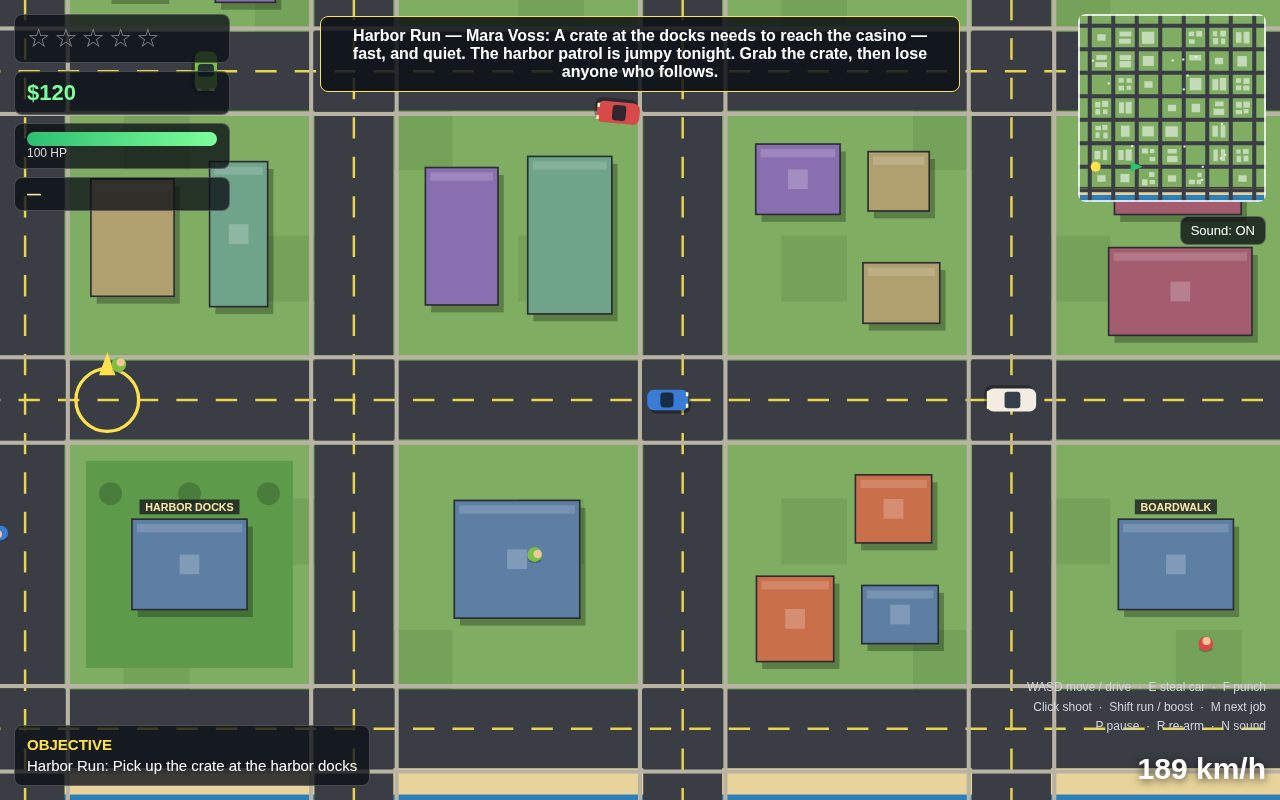 ☆☆☆☆☆
$120
100 HP
—
Harbor Run — Mara Voss: A crate at the docks needs to reach the casino —
fast, and quiet. The harbor patrol is jumpy tonight. Grab the crate, then lose
anyone who follows.
Sound: ON
HARBOR DOCKS
BOARDWALK
WASD move / drive · E steal car · F punch
Click shoot · Shift run / boost · M next job
P pause · R re-arm · N sound
OBJECTIVE
Harbor Run: Pick up the crate at the harbor docks
189 km/h